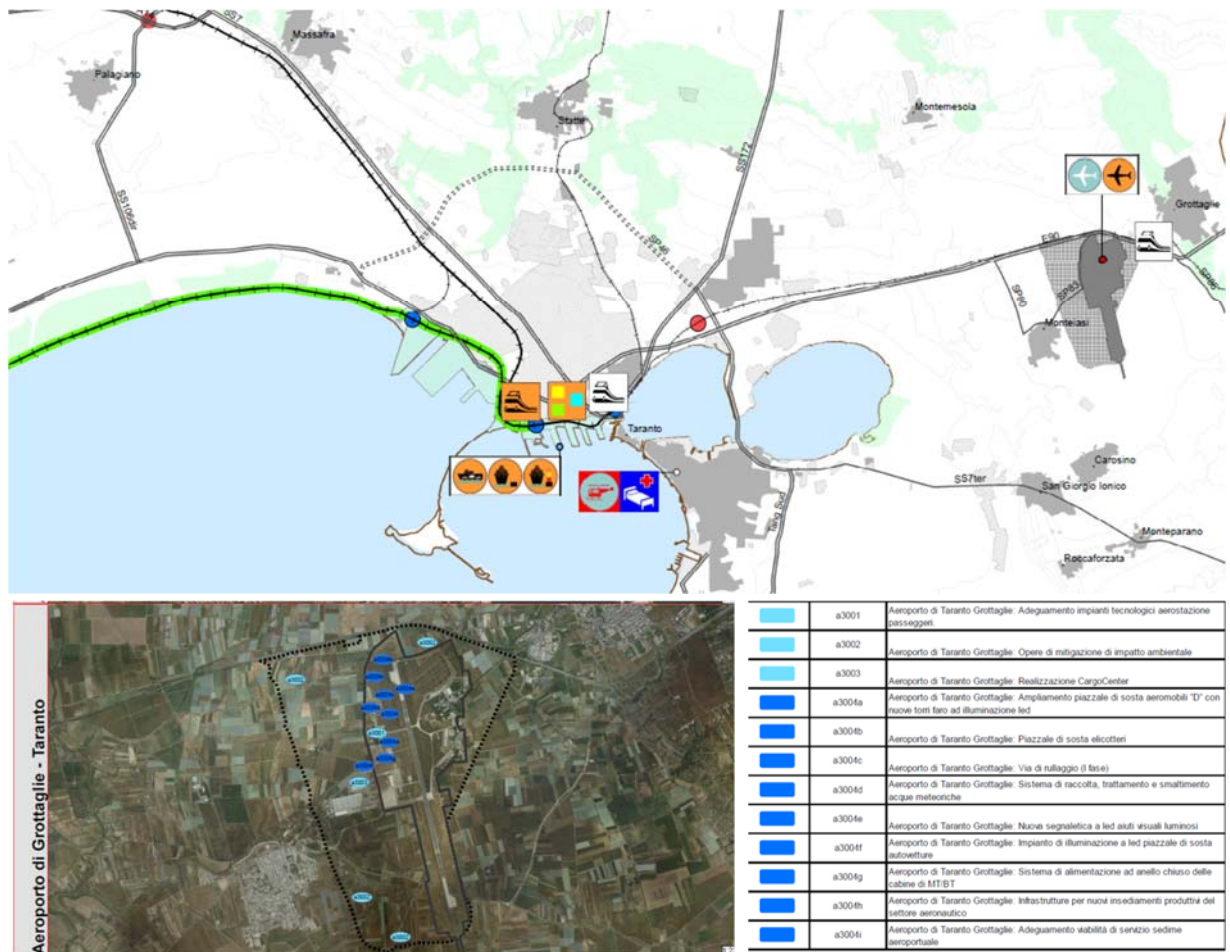 SS7
Massafra
Palagiano
Statte
Montemesola
SS172
Grottaglie
SS106dir
SP46
E90
SP83
SP80
SP86
Monteiasi
Taranto
Carosino
SS7ter
San Giorgio Ionico
Tang. Sud
Monteparano
Roccaforzata
Aeroporto di Grottaglie - Taranto
a3001 Aeroporto di Taranto Grottaglie: Adeguamento impianti tecnologici aerostazione
passeggeri.
a3002 Aeroporto di Taranto Grottaglie: Opere di mitigazione di impatto ambientale
a3003 Aeroporto di Taranto Grottaglie: Realizzazione CargoCenter
a3004a Aeroporto di Taranto Grottaglie: Ampliamento piazzale di sosta aeromobili "D" con
nuove torri faro ad illuminazione led
a3004b Aeroporto di Taranto Grottaglie: Piazzale di sosta elicotteri
a3004c Aeroporto di Taranto Grottaglie: Via di rullaggio (I fase)
a3004d Aeroporto di Taranto Grottaglie: Sistema di raccolta, trattamento e smaltimento
acque meteoriche
a3004e Aeroporto di Taranto Grottaglie: Nuova segnaletica a led aiuti visuali luminosi
a3004f Aeroporto di Taranto Grottaglie: Impianto di illuminazione a led piazzale di sosta
autovetture
a3004g Aeroporto di Taranto Grottaglie: Sistema di alimentazione ad anello chiuso delle
cabine di MT/BT
a3004h Aeroporto di Taranto Grottaglie: Infrastrutture per nuovi insediamenti produttivi del
settore aeronautico
a3004i Aeroporto di Taranto Grottaglie: Adeguamento viabilità di servizio sedime
aeroportuale